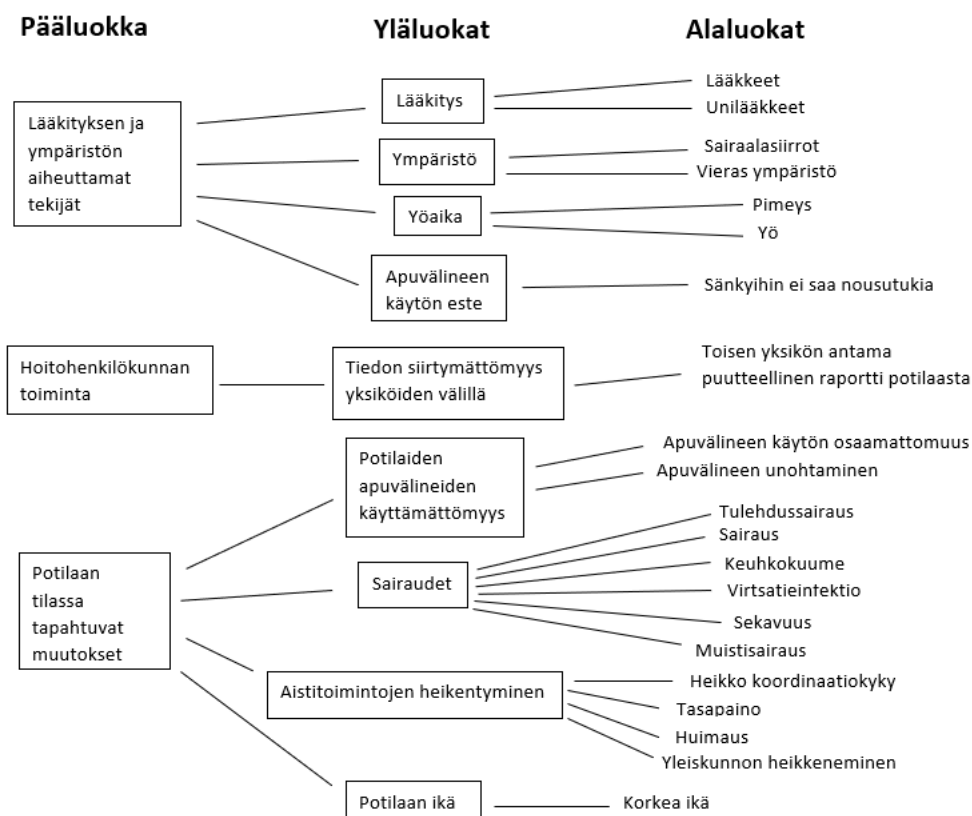 Pääluokka
Yläluokat
Alaluokat
Lääkityksen ja
ympäristön
aiheuttamat
tekijät
Lääkitys
Lääkkeet
Unilääkkeet
Ympäristö
Sairaalasiirrot
Vieras ympäristö
Yöaika
Pimeys
Yö
Apuvälineen
käytön este
Sänkyihin ei saa nousutukia
Hoitohenkilökunnan
toiminta
Tiedon siirtymättömyys
yksiköiden välillä
Toisen yksikön antama
puutteellinen raportti potilaasta
Potilaan
tilassa
tapahtuvat
muutokset
Potilaiden
apuvälineiden
käyttämättömyys
Apuvälineen käytön osaamattomuus
Apuvälineen unohtaminen
Sairaudet
Tulehdussairaus
Sairaus
Keuhkokuume
Virtsatieinfektio
Sekavuus
Muistisairaus
Aistitoimintojen heikentyminen
Heikko koordinaatiokyky
Tasapaino
Huimaus
Yleiskunnon heikkeneminen
Potilaan ikä
Korkea ikä